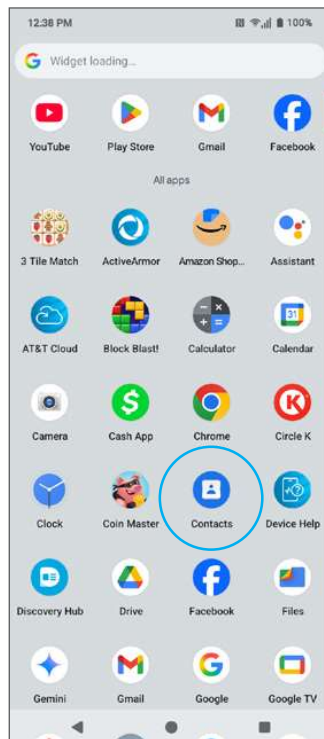 12:38 PM 100%
G Widget loading...
YouTube Play Store Gmail Facebook
All apps
3 Tile Match ActiveArmor Amazon Shop... Assistant
31
AT&T Cloud Block Blast! Calculator Calendar
Camera Cash App Chrome Circle K
Clock Coin Master Contacts Device Help
Discovery Hub Drive Facebook Files
Gemini Gmail Google Google TV